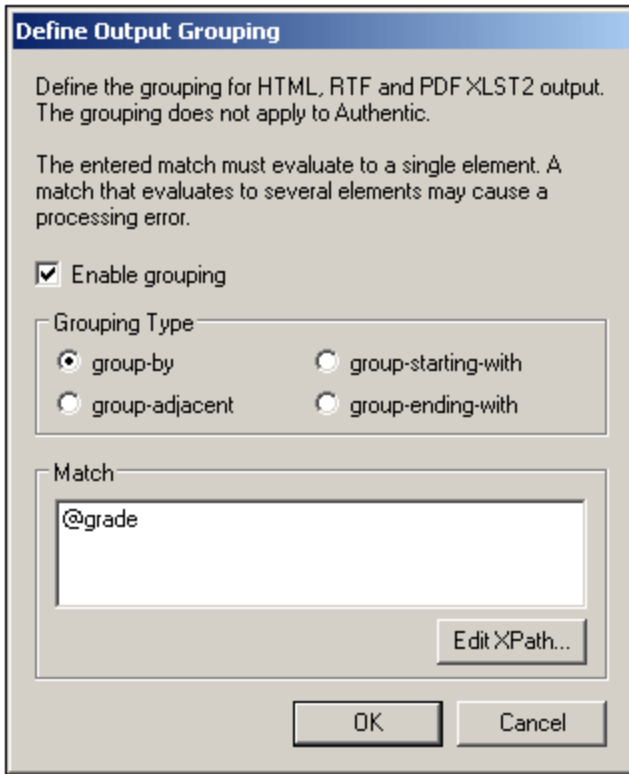 Define Output Grouping
Define the grouping for HTML, RTF and PDF XLST2 output.
The grouping does not apply to Authentic.
The entered match must evaluate to a single element. A
match that evaluates to several elements may cause a
processing error.
Enable grouping
Grouping Type
group-by group-starting-with
group-adjacent group-ending-with
Match
@grade
Edit XPath...
OK Cancel